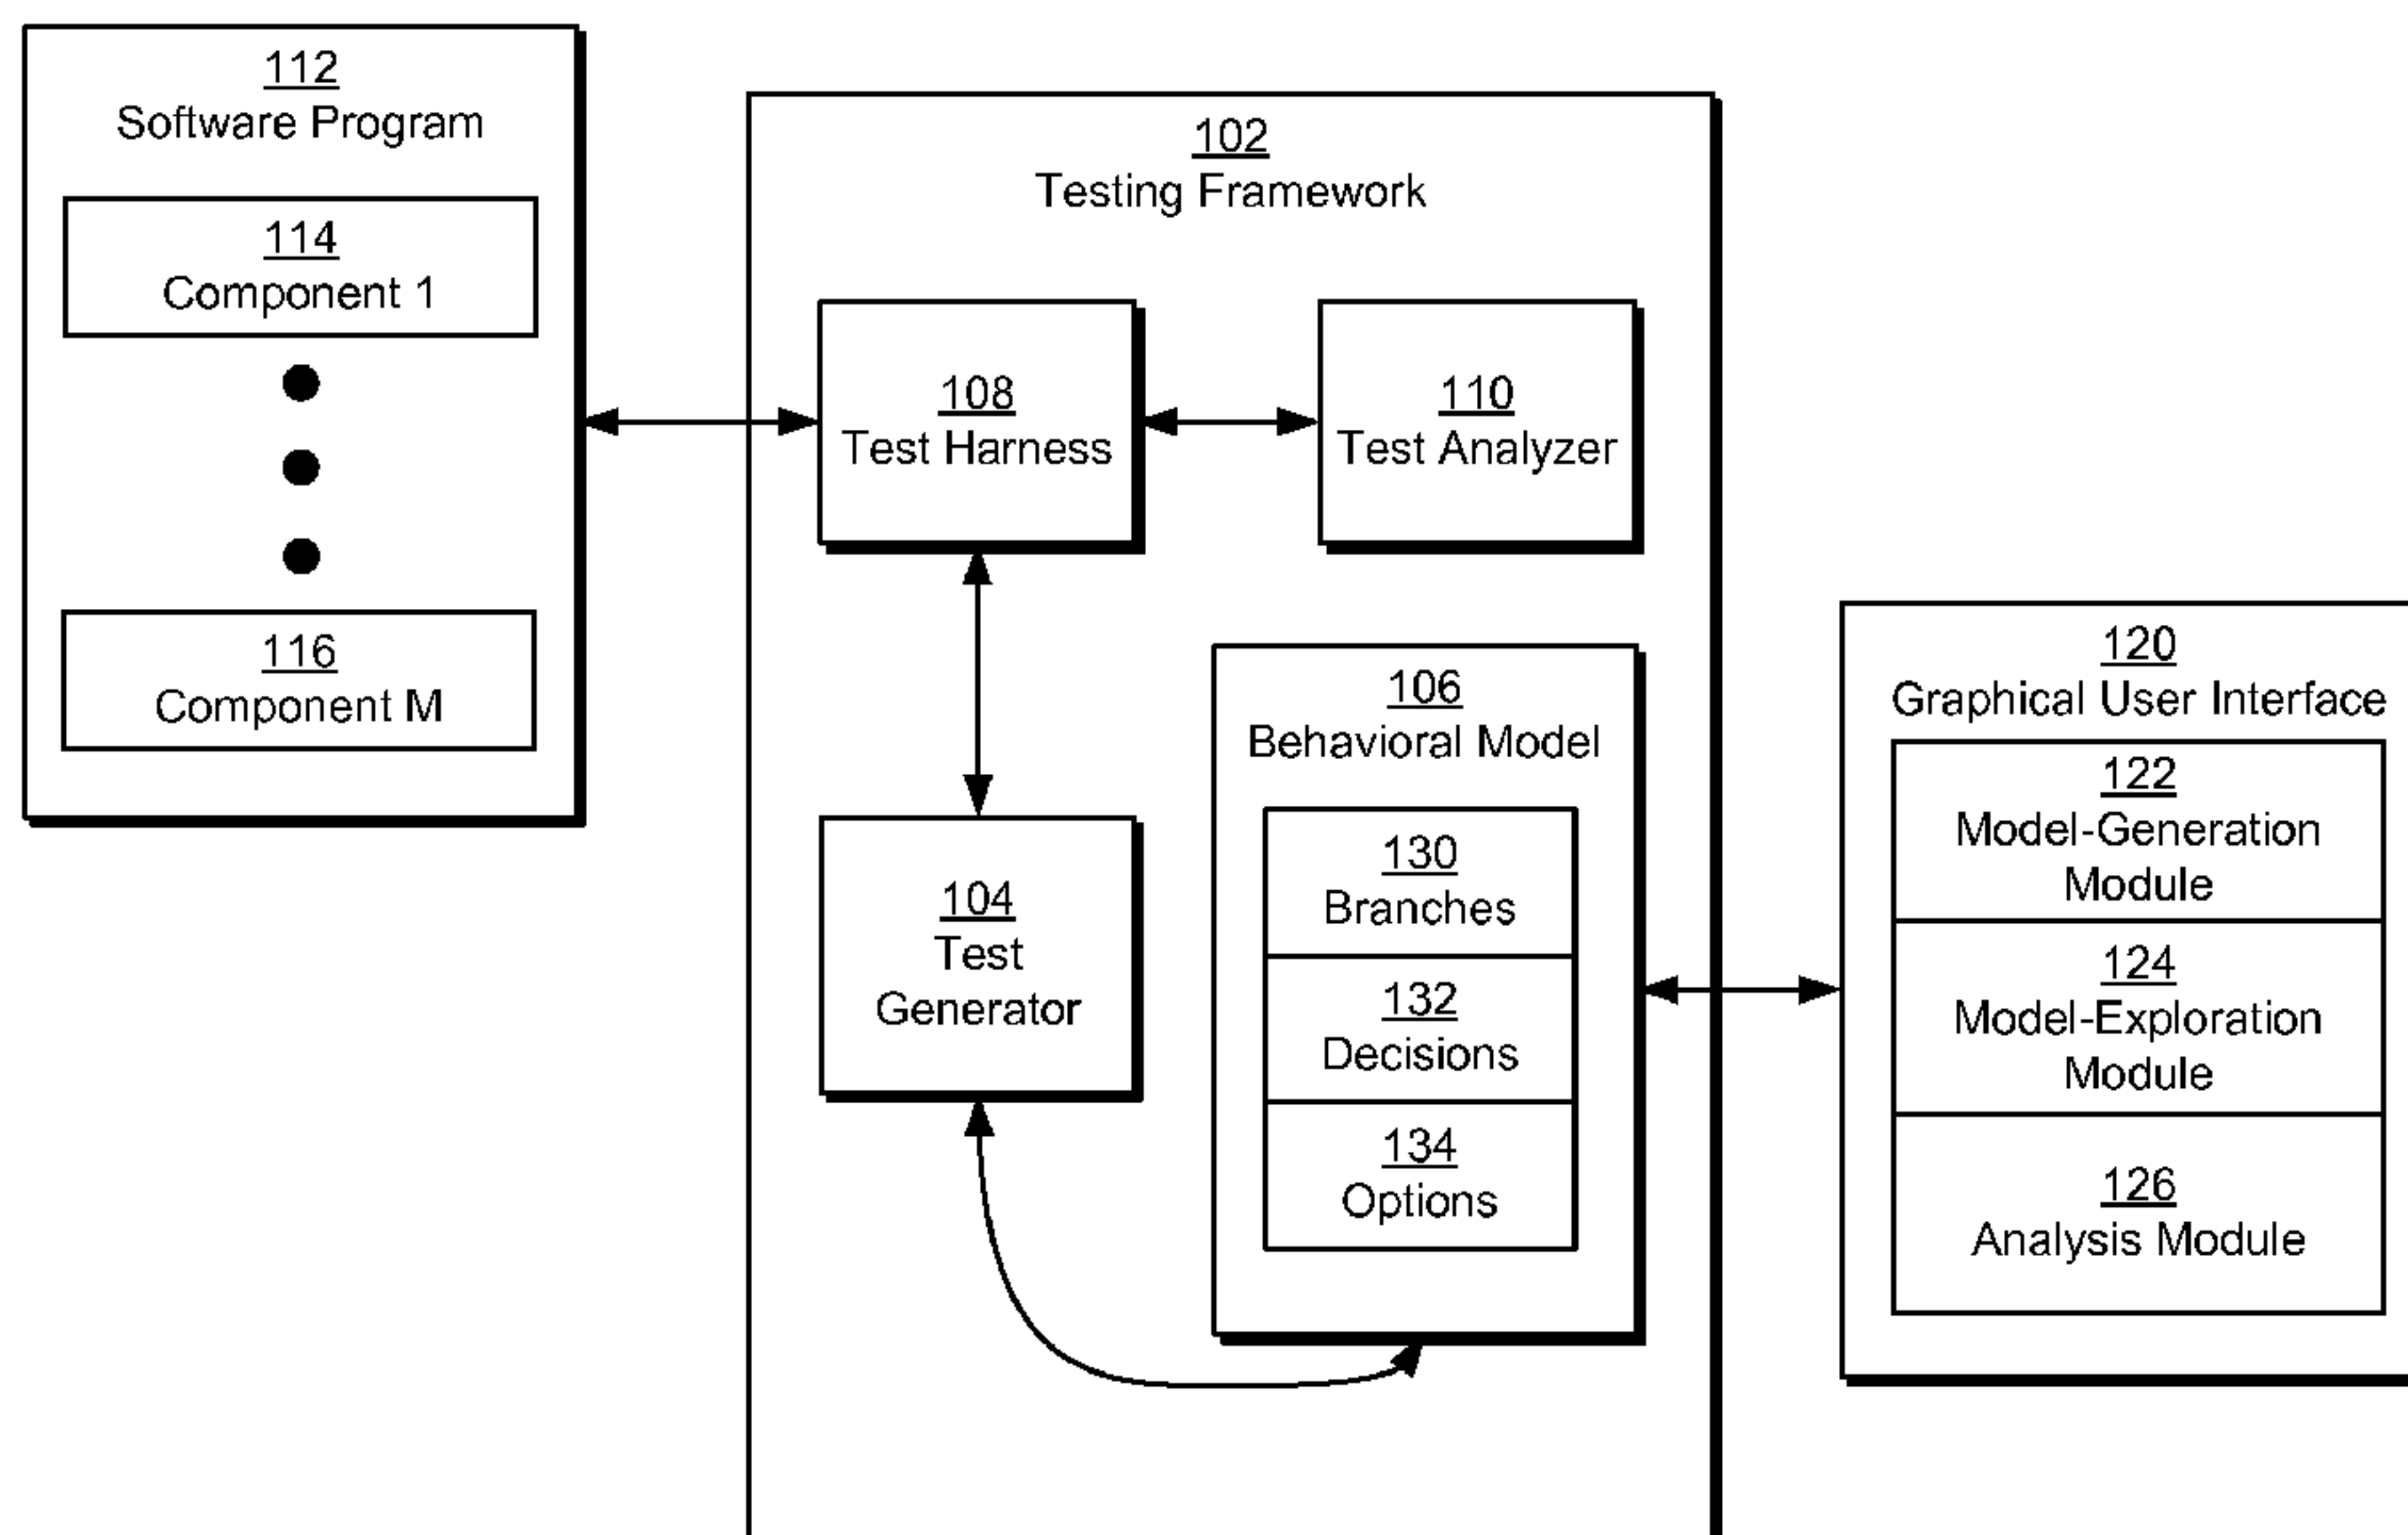 112
Software Program
114
Component 1
116
Component M
102
Testing Framework
108
Test Harness
110
Test Analyzer
104
Test
Generator
106
Behavioral Model
130
Branches
132
Decisions
134
Options
120
Graphical User Interface
122
Model-Generation
Module
124
Model-Exploration
Module
126
Analysis Module